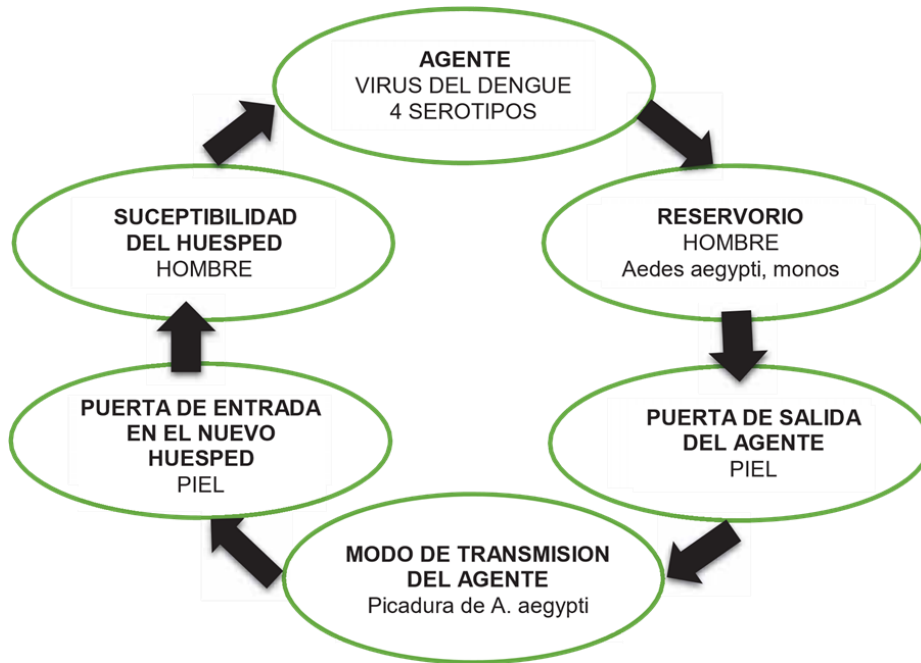 AGENTE
VIRUS DEL DENGUE
4 SEROTIPOS
RESERVORIO
HOMBRE
Aedes aegypti, monos
PUERTA DE SALIDA
DEL AGENTE
PIEL
MODO DE TRANSMISION
DEL AGENTE
Picadura de A. aegypti
PUERTA DE ENTRADA
EN EL NUEVO
HUESPED
PIEL
SUCEPTIBILIDAD
DEL HUESPED
HOMBRE